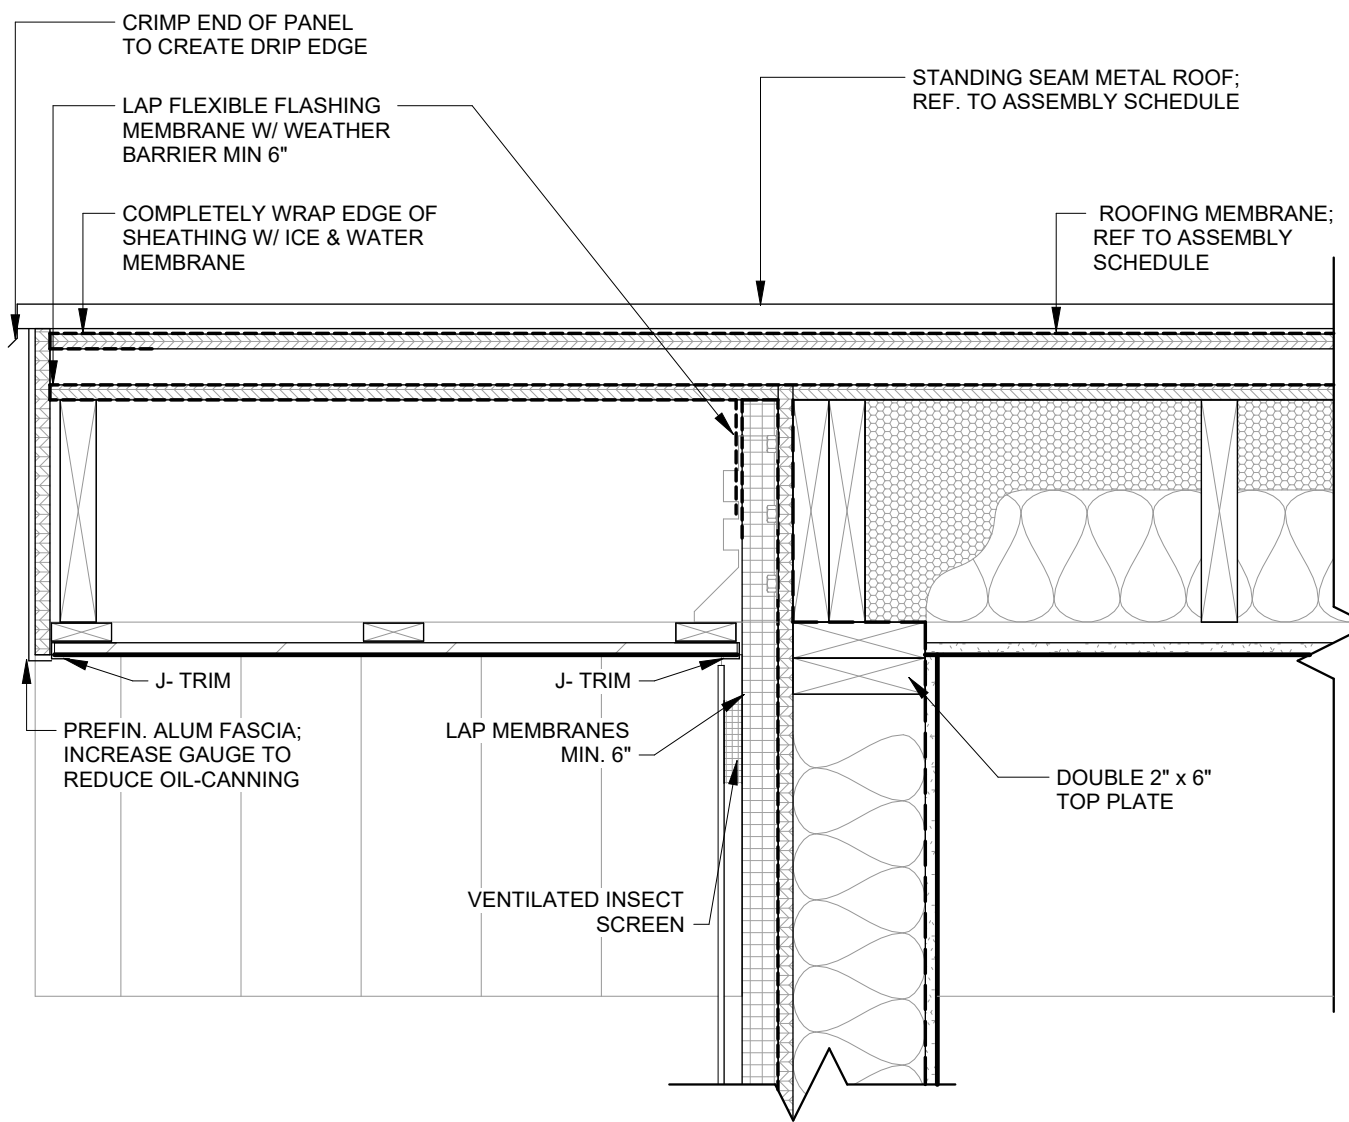 CRIMP END OF PANEL
TO CREATE DRIP EDGE
STANDING SEAM METAL ROOF;
REF. TO ASSEMBLY SCHEDULE
LAP FLEXIBLE FLASHING
MEMBRANE W/ WEATHER
BARRIER MIN 6"
COMPLETELY WRAP EDGE OF
SHEATHING W/ ICE & WATER
MEMBRANE
ROOFING MEMBRANE;
REF TO ASSEMBLY
SCHEDULE
J- TRIM
J- TRIM
PREFIN. ALUM FASCIA;
INCREASE GAUGE TO
REDUCE OIL-CANNING
LAP MEMBRANES
MIN. 6"
DOUBLE 2" x 6"
TOP PLATE
VENTILATED INSECT
SCREEN